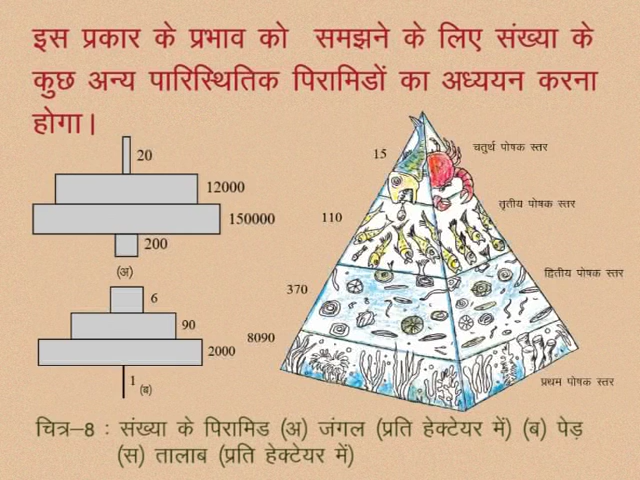 इस प्रकार के प्रभाव को समझने के लिए संख्या के
कुछ अन्य पारिस्थितिक पिरामिडों का अध्ययन करना
होगा।
20
12000
150000
200
(अ)
6
90
2000
1
(ब)
15
चतुर्थ पोषक स्तर
110
तृतीय पोषक स्तर
370
द्वितीय पोषक स्तर
8090
प्रथम पोषक स्तर
चित्र–8 : संख्या के पिरामिड (अ) जंगल (प्रति हेक्टेयर में) (ब) पेड़
(स) तालाब (प्रति हेक्टेयर में)